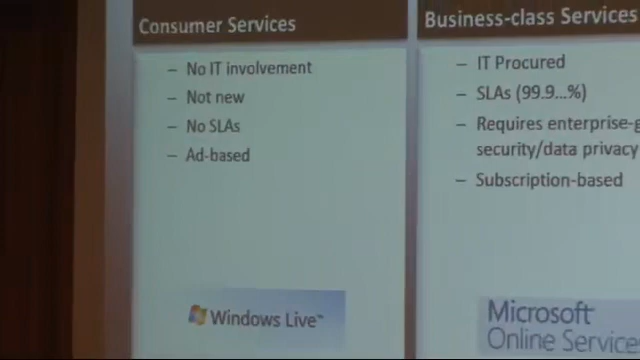 Consumer Services
– No IT involvement
– Not new
– No SLAs
– Ad-based
Windows Live™
Business-class Services
– IT Procured
– SLAs (99.9...%)
– Requires enterprise-g
security/data privacy
– Subscription-based
Microsoft
Online Service